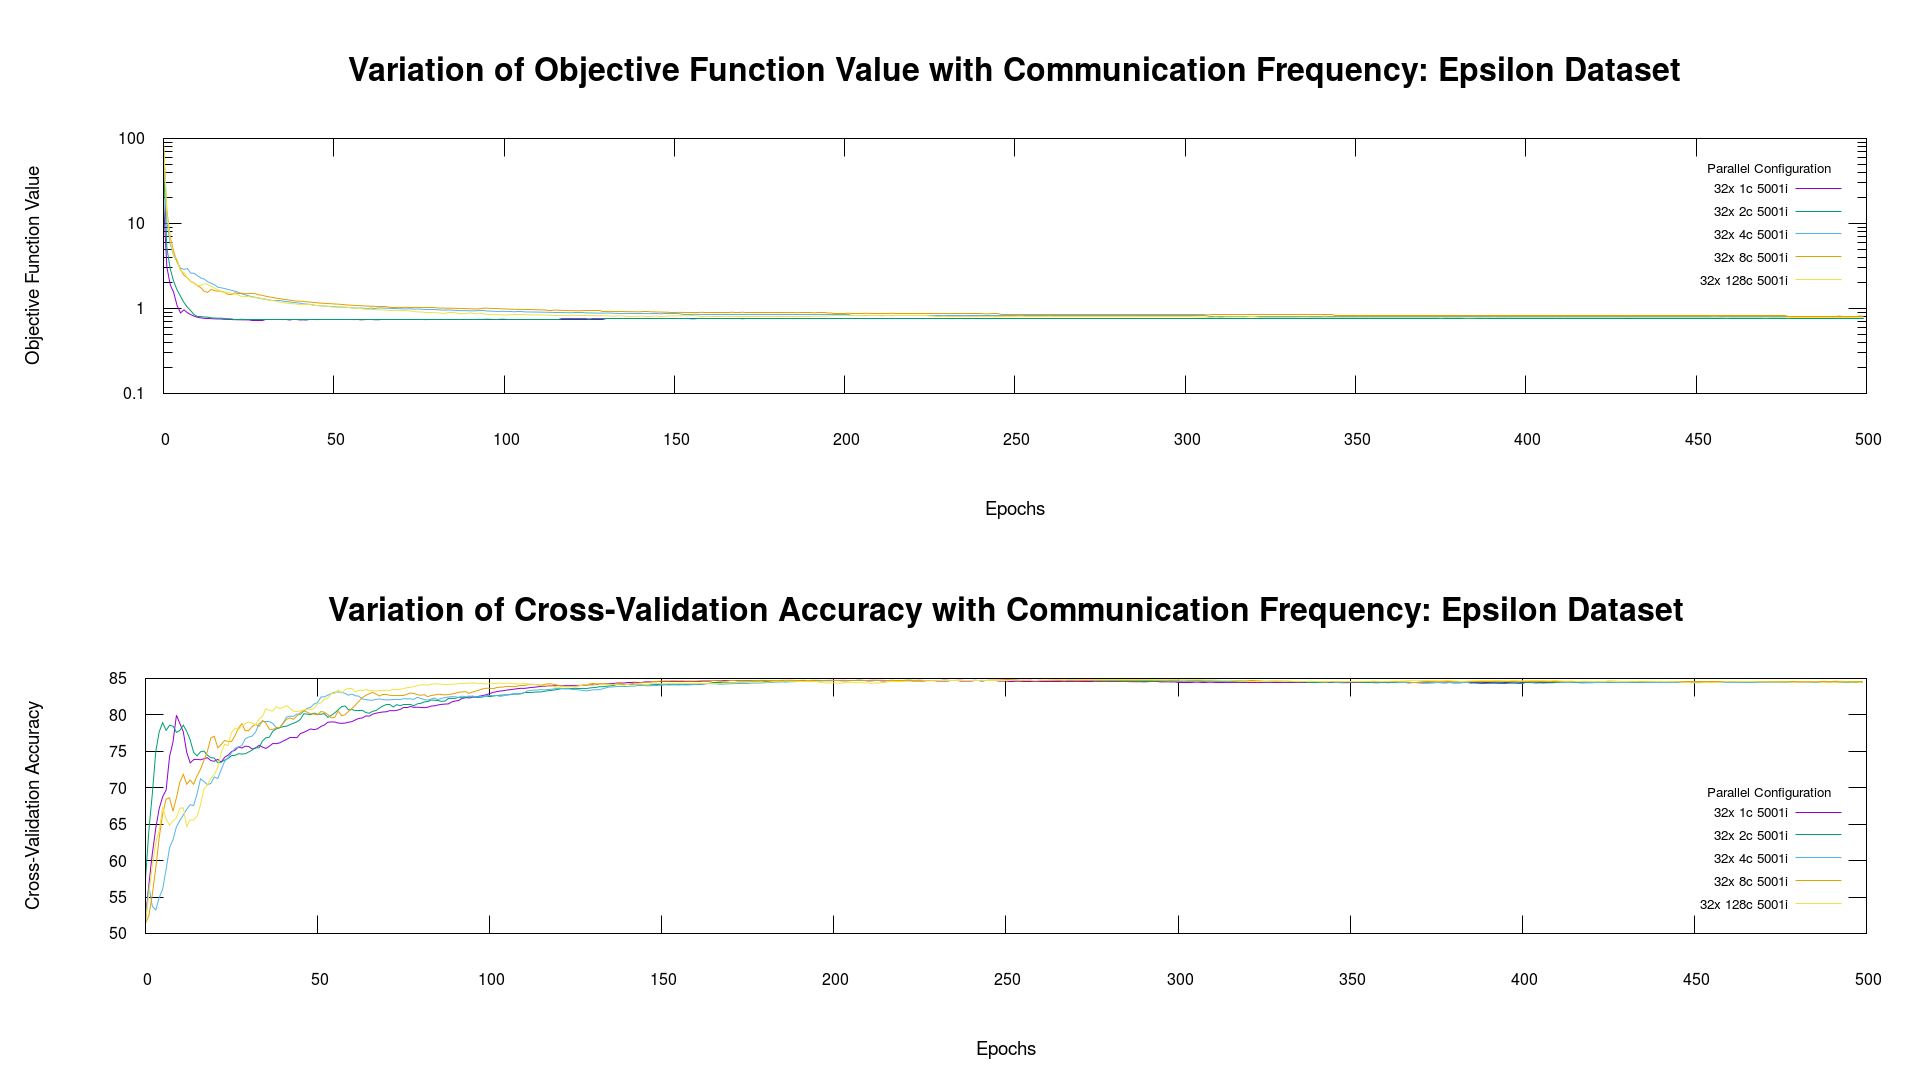 Variation of Objective Function Value with Communication Frequency: Epsilon Dataset
Objective Function Value
100
10
1
0.1
Parallel Configuration
32x 1c 5001i
32x 2c 5001i
32x 4c 5001i
32x 8c 5001i
32x 128c 5001i
0 50 100 150 200 250 300 350 400 450 500
Epochs
Variation of Cross-Validation Accuracy with Communication Frequency: Epsilon Dataset
Cross-Validation Accuracy
85
80
75
70
65
60
55
50
Parallel Configuration
32x 1c 5001i
32x 2c 5001i
32x 4c 5001i
32x 8c 5001i
32x 128c 5001i
0 50 100 150 200 250 300 350 400 450 500
Epochs